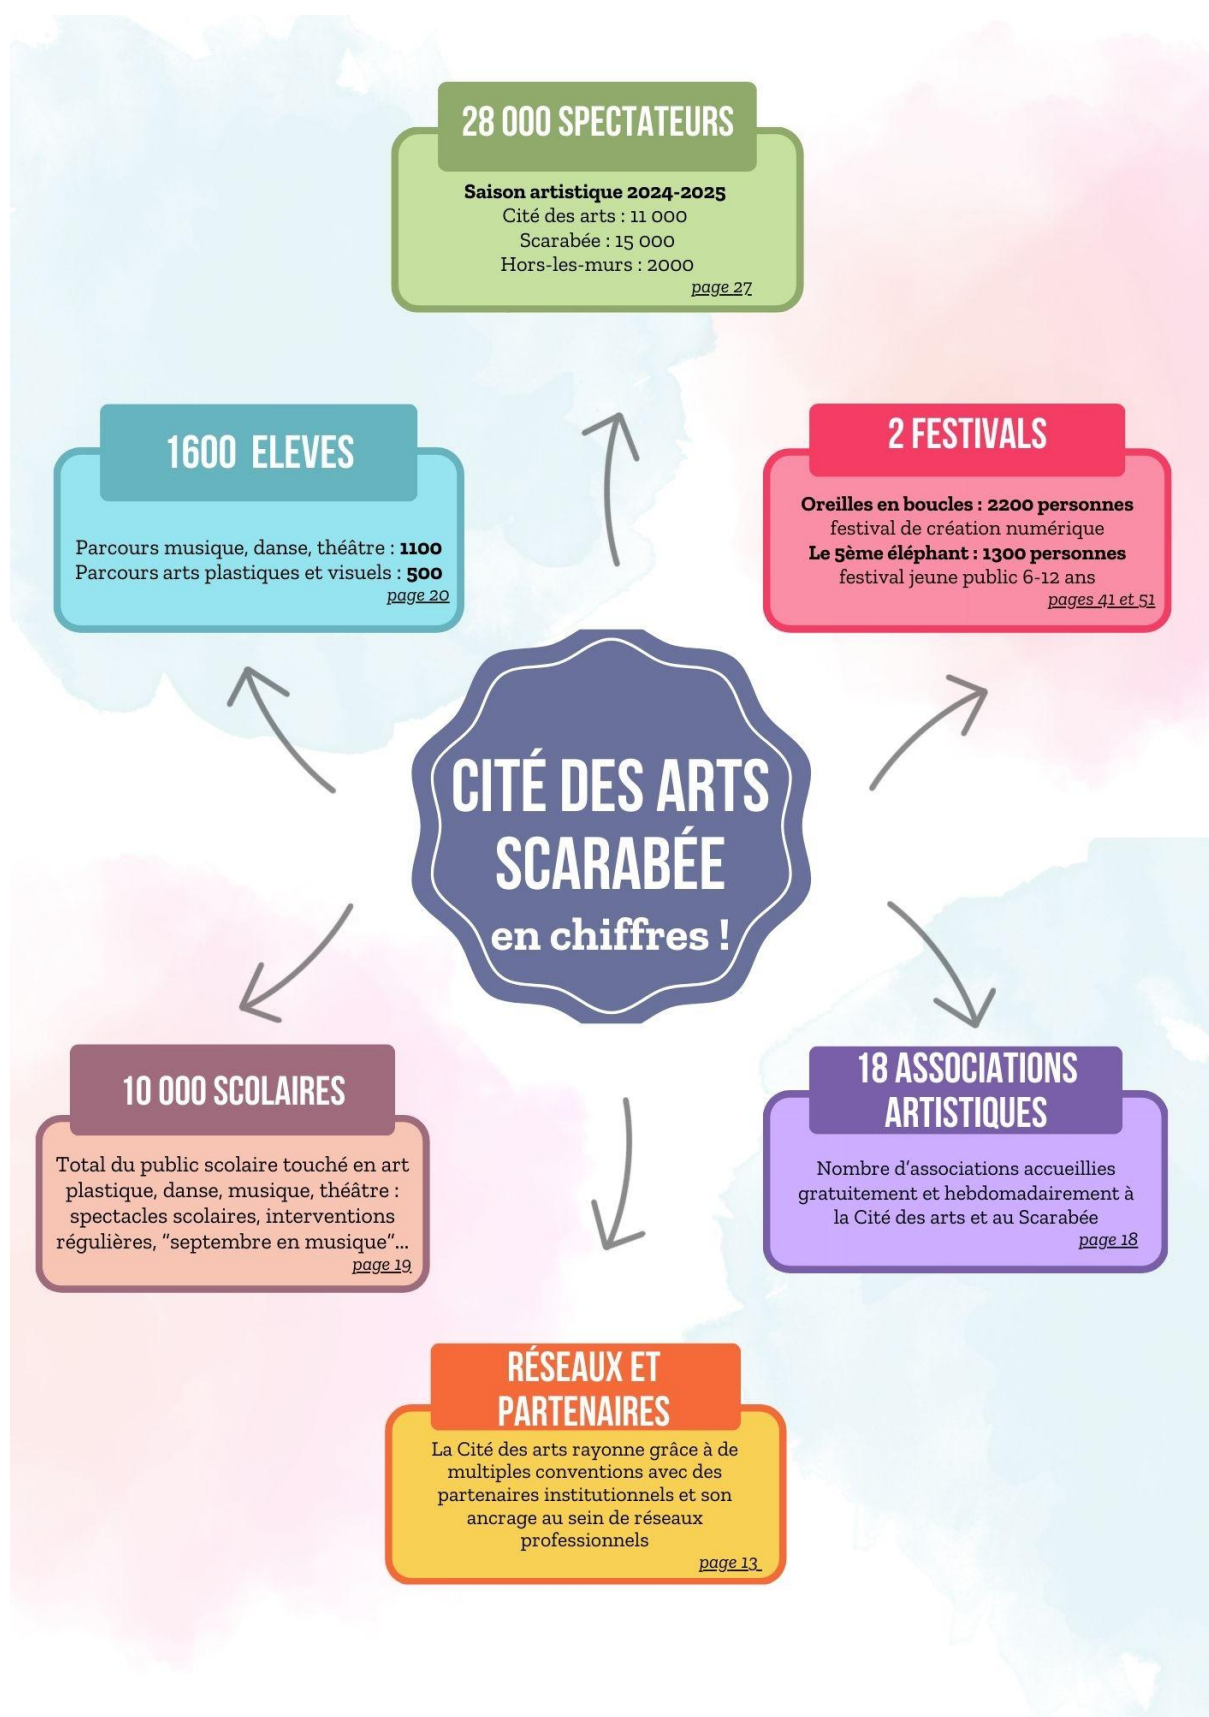 28 000 SPECTATEURS
Saison artistique 2024-2025
Cité des arts : 11 000
Scarabée : 15 000
Hors-les-murs : 2000
page 27
1600 ELEVES
Parcours musique, danse, théâtre : 1100
Parcours arts plastiques et visuels : 500
page 20
2 FESTIVALS
Oreilles en boucles : 2200 personnes
festival de création numérique
Le 5ème éléphant : 1300 personnes
festival jeune public 6-12 ans
pages 41 et 51
CITÉ DES ARTS
SCARABÉE
en chiffres !
10 000 SCOLAIRES
Total du public scolaire touché en art
plastique, danse, musique, théâtre :
spectacles scolaires, interventions
régulières, “septembre en musique“...
page 19
18 ASSOCIATIONS
ARTISTIQUES
Nombre d’associations accueillies
gratuitement et hebdomadairement à
la Cité des arts et au Scarabée
page 18
RÉSEAUX ET
PARTENAIRES
La Cité des arts rayonne grâce à de
multiples conventions avec des
partenaires institutionnels et son
ancrage au sein de réseaux
professionnels
page 13